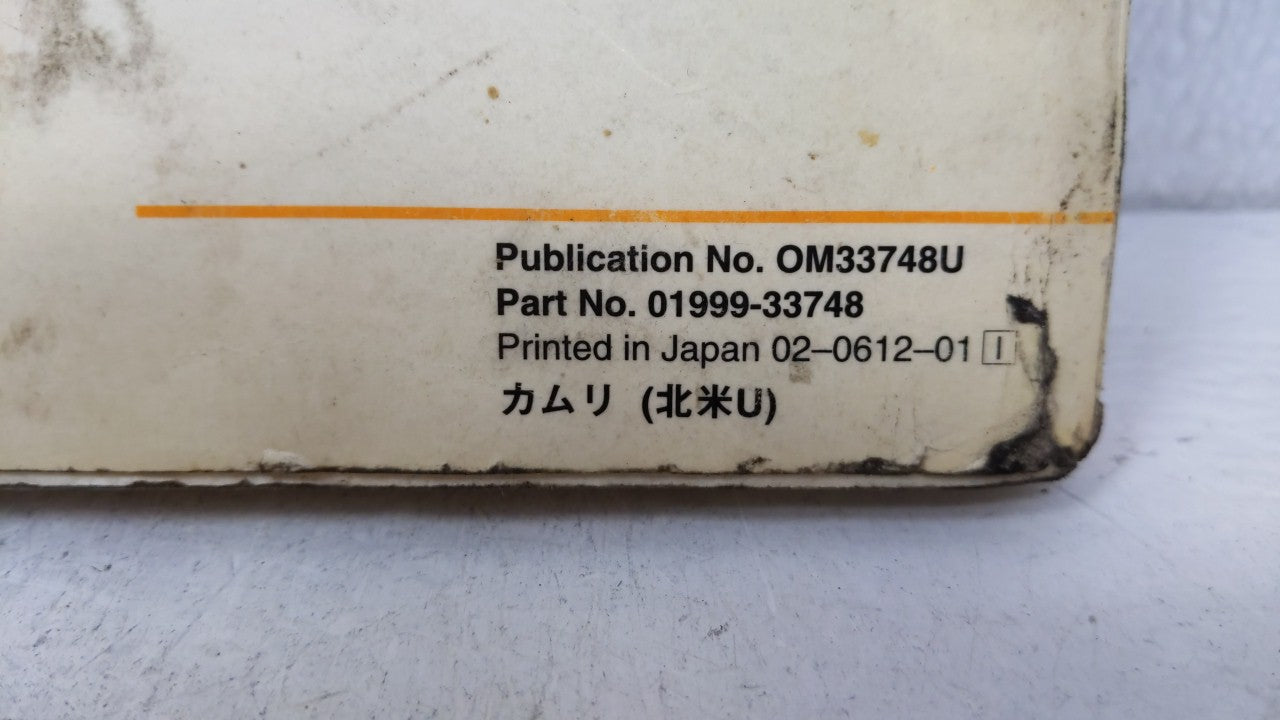 Publication No. OM33748U
Part No. 01999-33748
Printed in Japan 02–0612–01 I
カムリ (北米U)